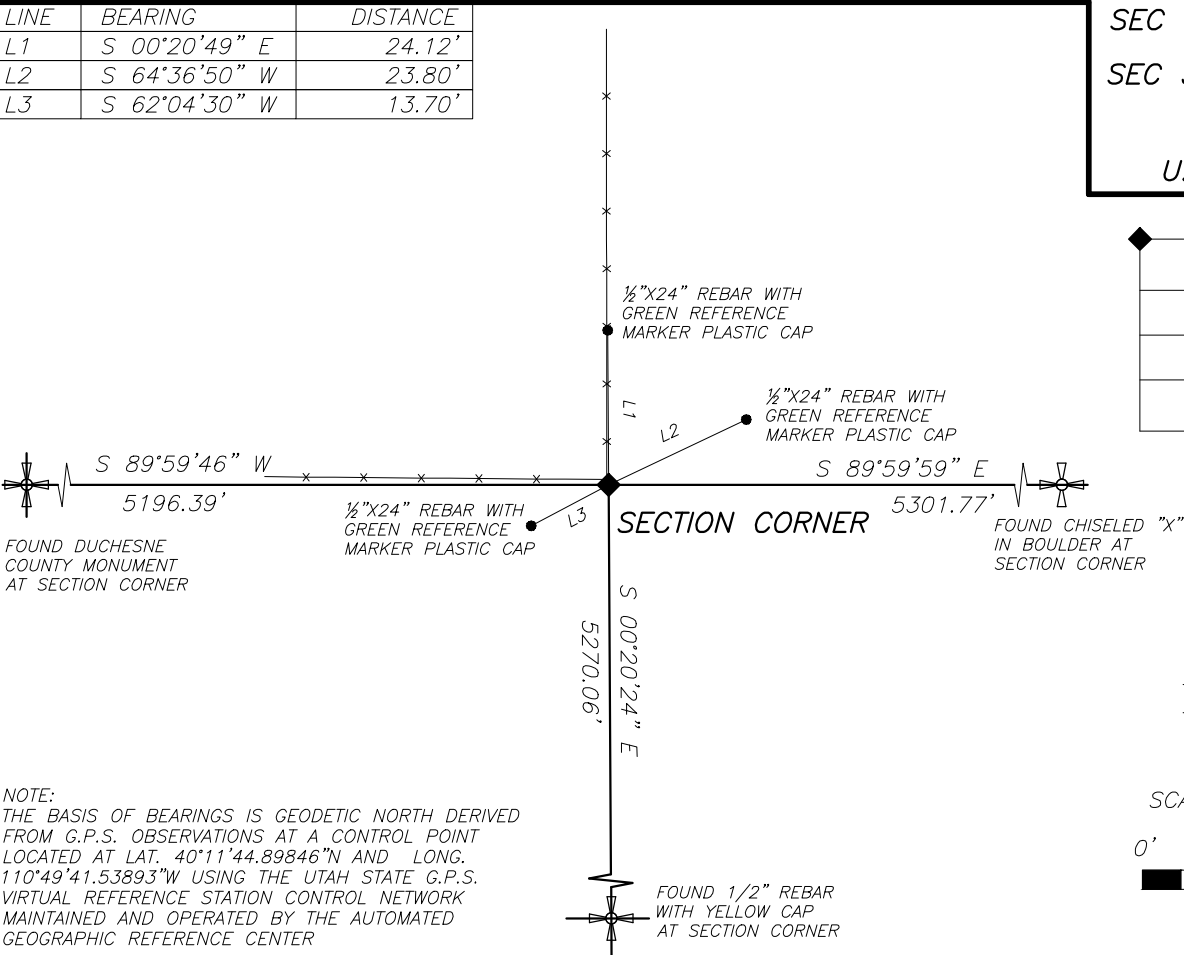 LINE BEARING DISTANCE
L1 S 00°20'49" E 24.12'
L2 S 64°36'50" W 23.80'
L3 S 62°04'30" W 13.70'
SEC
SEC
½"X24" REBAR WITH
GREEN REFERENCE
MARKER PLASTIC CAP
L1
½"X24" REBAR WITH
GREEN REFERENCE
MARKER PLASTIC CAP
L2
S 89°59'46" W
5196.39'
S 89°59'59" E
5301.77'
½"X24" REBAR WITH
GREEN REFERENCE
MARKER PLASTIC CAP
L3
SECTION CORNER
FOUND DUCHESNE
COUNTY MONUMENT
AT SECTION CORNER
FOUND CHISELED "X"
IN BOULDER AT
SECTION CORNER
S 00°20'24" E
5270.06'
NOTE:
THE BASIS OF BEARINGS IS GEODETIC NORTH DERIVED
FROM G.P.S. OBSERVATIONS AT A CONTROL POINT
LOCATED AT LAT. 40°11'44.89846"N AND LONG.
110°49'41.53893"W USING THE UTAH STATE G.P.S.
VIRTUAL REFERENCE STATION CONTROL NETWORK
MAINTAINED AND OPERATED BY THE AUTOMATED
GEOGRAPHIC REFERENCE CENTER
FOUND 1/2" REBAR
WITH YELLOW CAP
AT SECTION CORNER
0'